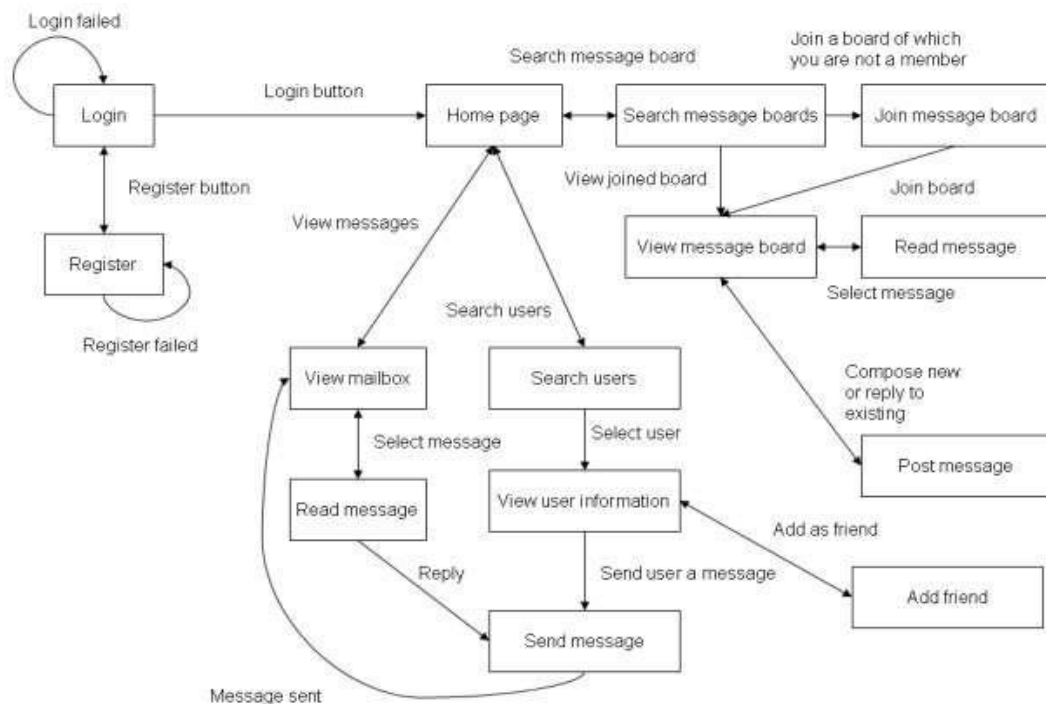 Login failed
Search message board
Join a board of which
you are not a member
Login button
Login
Home page
Search message boards
Join message board
Register button
View joined board
Join board
View messages
Register
View message board
Read message
Select message
Search users
Register failed
View mailbox
Search users
Compose new
or reply to
existing
Select message
Select user
Post message
Read message
View user information
Add as friend
Reply
Send user a message
Add friend
Send message
Message sent